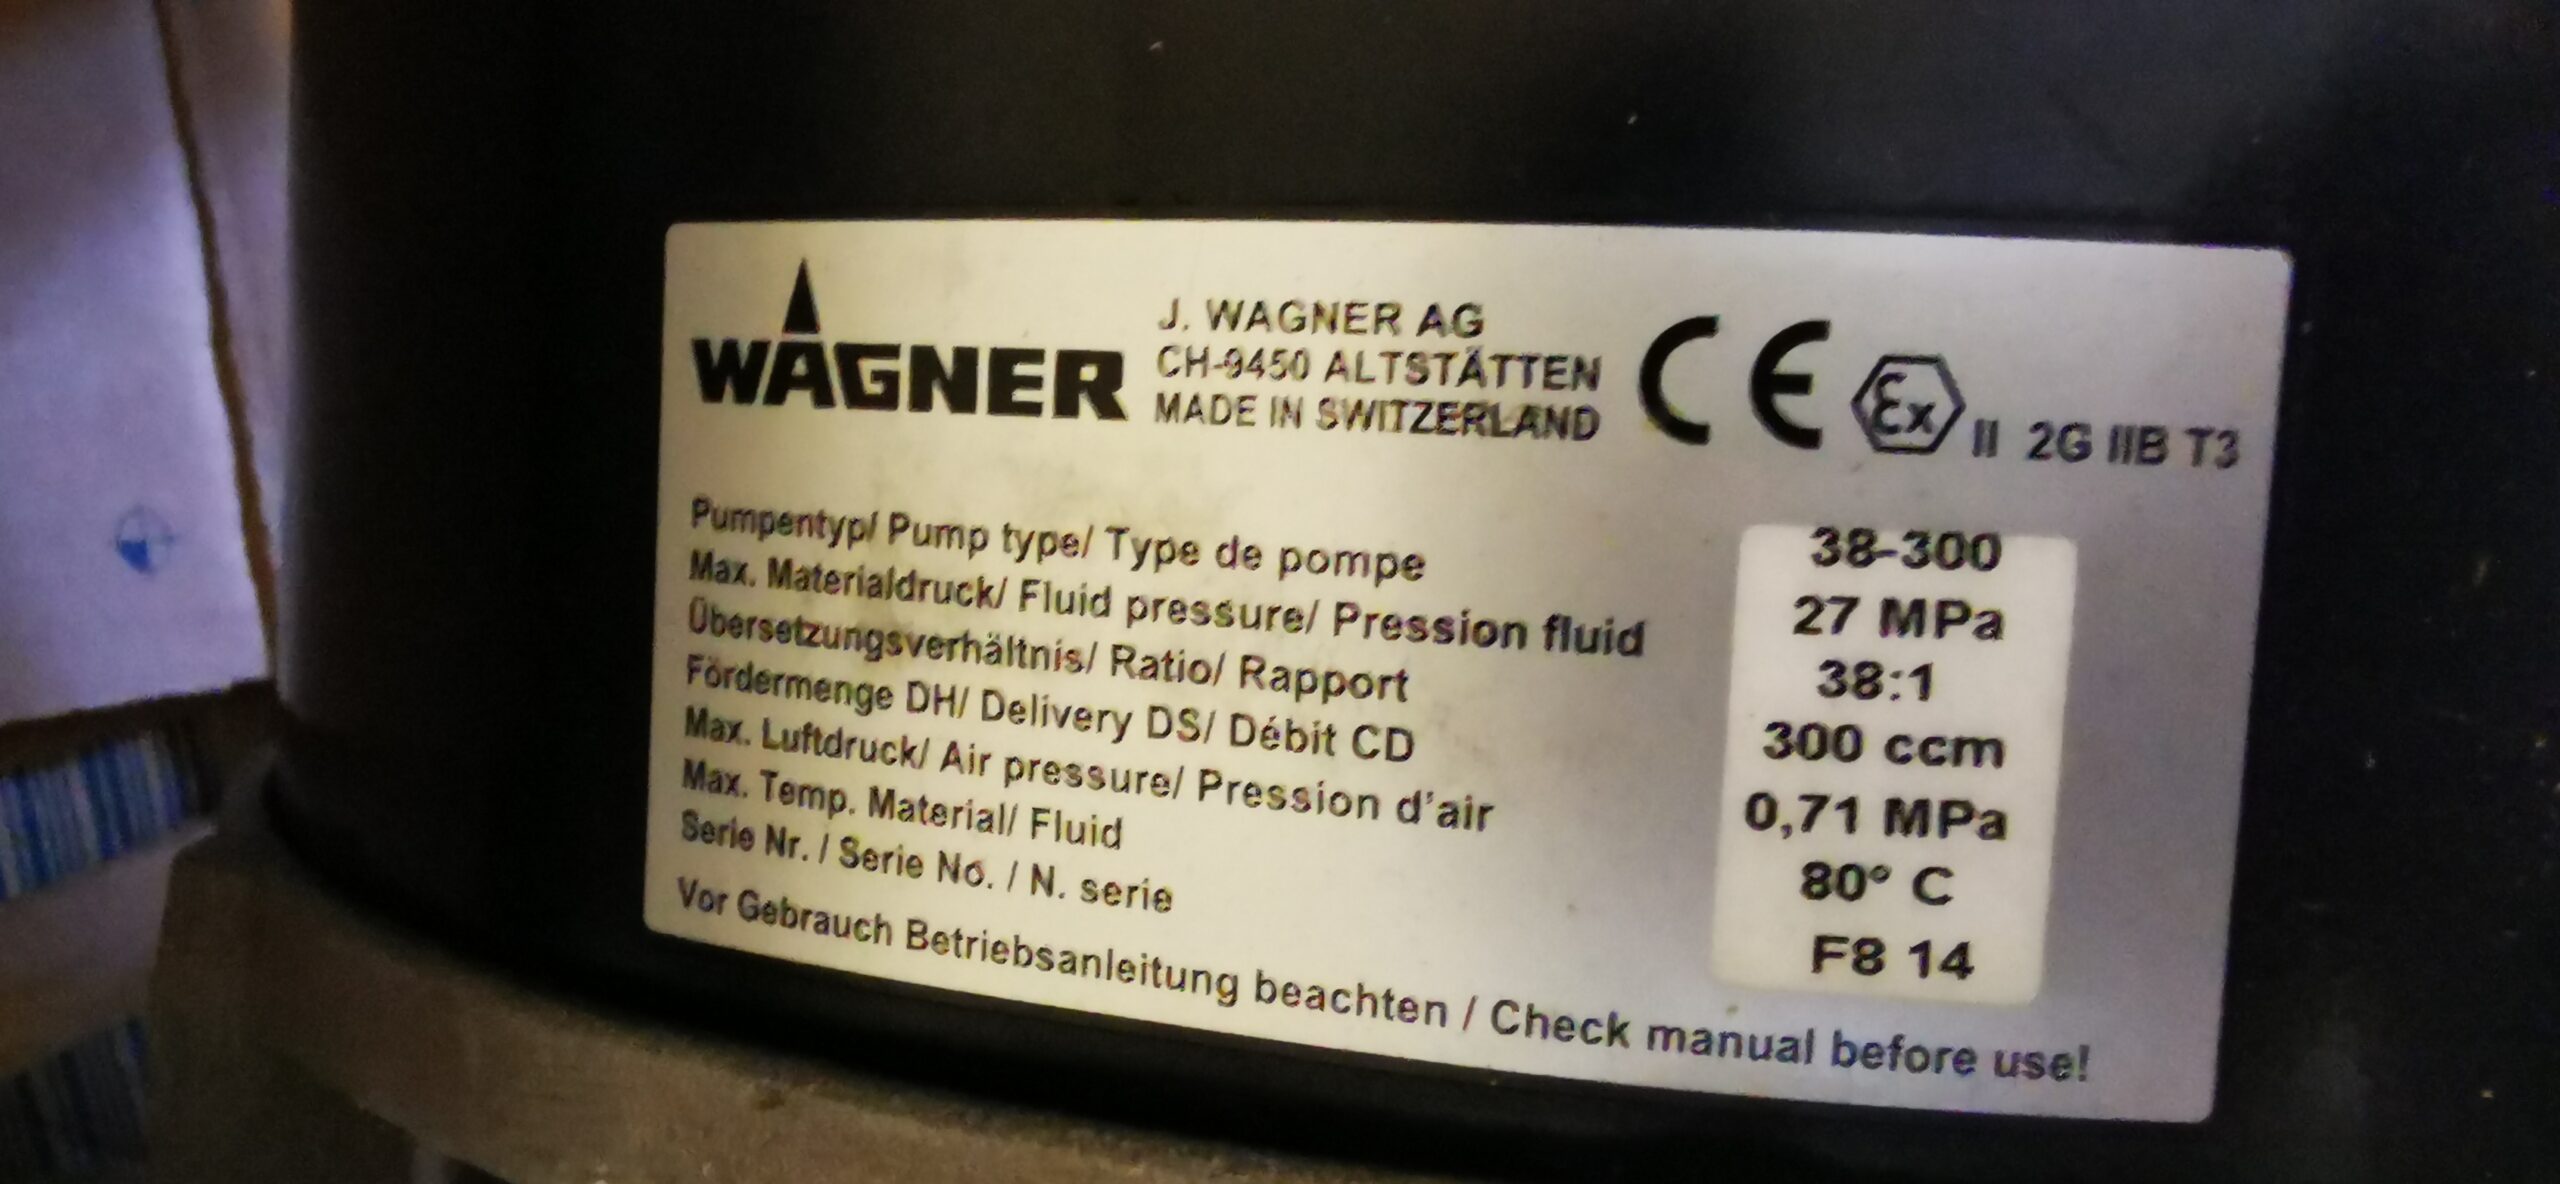 WAGNER
J. WAGNER AG
CH-9450 ALTSTÄTTEN
MADE IN SWITZERLAND
CE Ex II 2G IIB T3
Pumpentyp/ Pump type/ Type de pompe 38-300
Max. Materialdruck/ Fluid pressure/ Pression fluid 27 MPa
Übersetzungsverhältnis/ Ratio/ Rapport 38:1
Fördermenge DH/ Delivery DS/ Débit CD 300 ccm
Max. Luftdruck/ Air pressure/ Pression d'air 0,71 MPa
Max. Temp. Material/ Fluid 80° C
Serie Nr. / Serie No. / N. serie F8 14
Vor Gebrauch Betriebsanleitung beachten / Check manual before use!